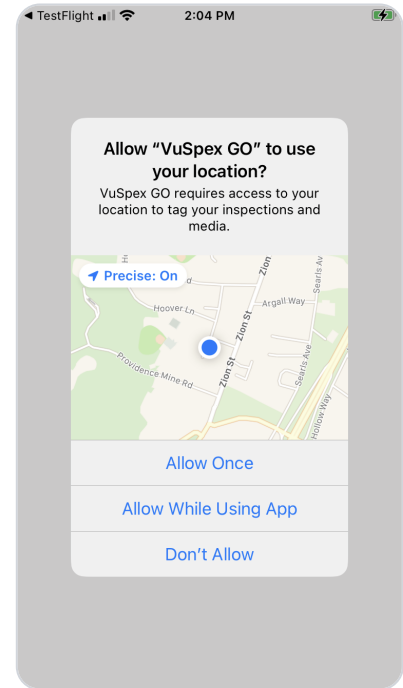 ◀ TestFlight
2:04 PM
Allow “VuSpex GO” to use
your location?
VuSpex GO requires access to your
location to tag your inspections and
media.
Precise: On
Zion
Searls Av
Hoover Ln
Argall Way
Zion St
Providence Mine Rd
Zion St
Searls Ave
Hollow Way
Allow Once
Allow While Using App
Don’t Allow